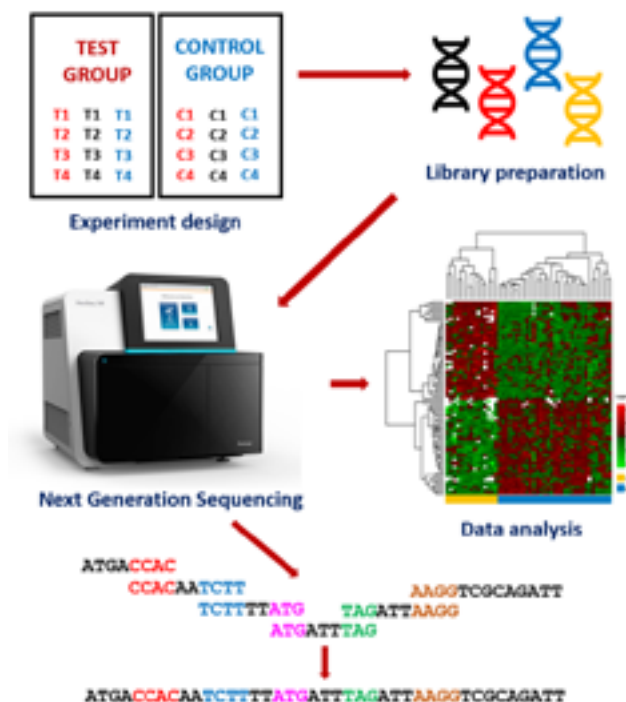 TEST
GROUP
T1 T1 T1
T2 T2 T2
T3 T3 T3
T4 T4 T4
CONTROL
GROUP
C1 C1 C1
C2 C2 C2
C3 C3 C3
C4 C4 C4
Experiment design
Library preparation
Next Generation Sequencing
Data analysis
ATGACCAC
CCACAATCTT
TCTTTTATG
ATGATTTAG
TAGATTAAGG
AAGGTCGCAGATT
ATGACCACAATCTTTTATGATTTAGATTAAGGTCGCAGATT